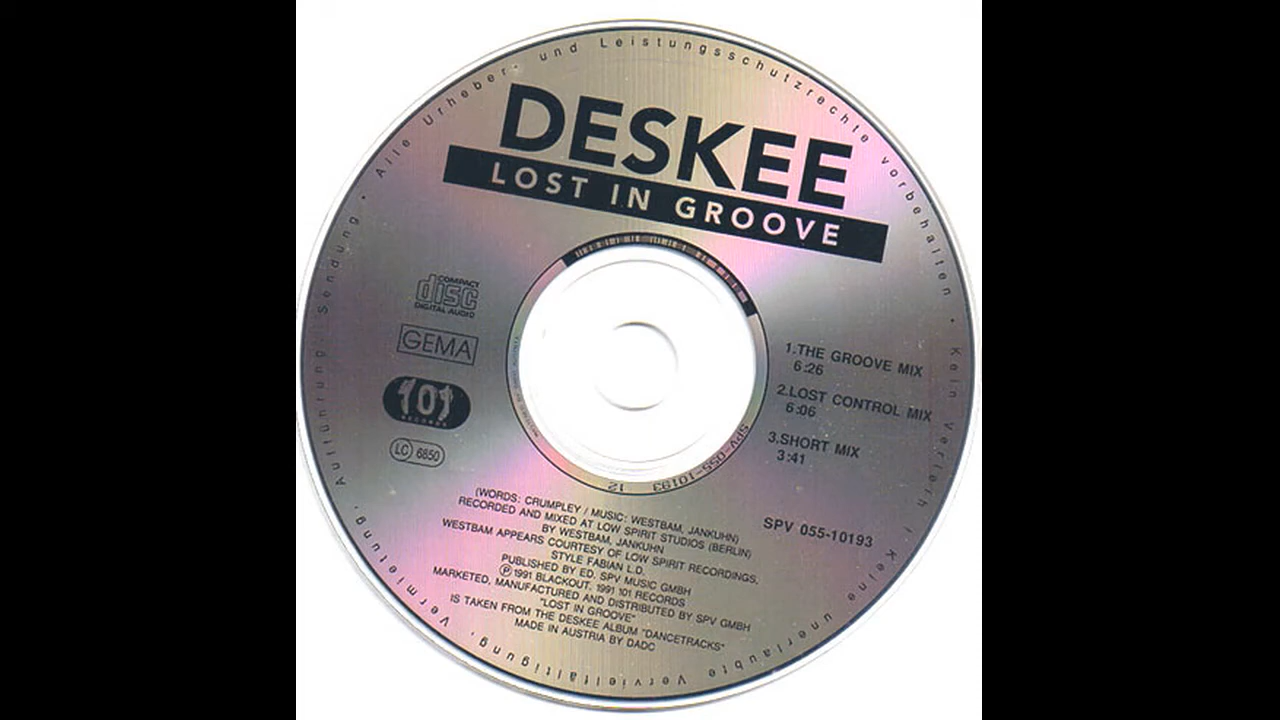 Alle Urheber- und Leistungsschutzrechte vorbehalten • Kein Verleih! Keine unerlaubte Vervielfältigung, Vermietung, Aufführung, Sendung •
DESKEE
LOST IN GROOVE
COMPACT
disc
DIGITAL AUDIO
GEMA
101
RECORDS
LC 6850
1.THE GROOVE MIX
6:26
2.LOST CONTROL MIX
6:06
3.SHORT MIX
3:41
SPV 055-10193
SPV-055-10193 12
(WORDS: CRUMPLEY / MUSIC: WESTBAM, JANKUHN)
RECORDED AND MIXED AT LOW SPIRIT STUDIOS (BERLIN)
BY WESTBAM, JANKUHN
WESTBAM APPEARS COURTESY OF LOW SPIRIT RECORDINGS,
STYLE FABIAN L.D.
PUBLISHED BY ED. SPV MUSIC GMBH
Ⓟ 1991 BLACKOUT, 1991 101 RECORDS
MARKETED, MANUFACTURED AND DISTRIBUTED BY SPV GMBH
"LOST IN GROOVE"
IS TAKEN FROM THE DESKEE ALBUM "DANCETRACKS"
MADE IN AUSTRIA BY DADC